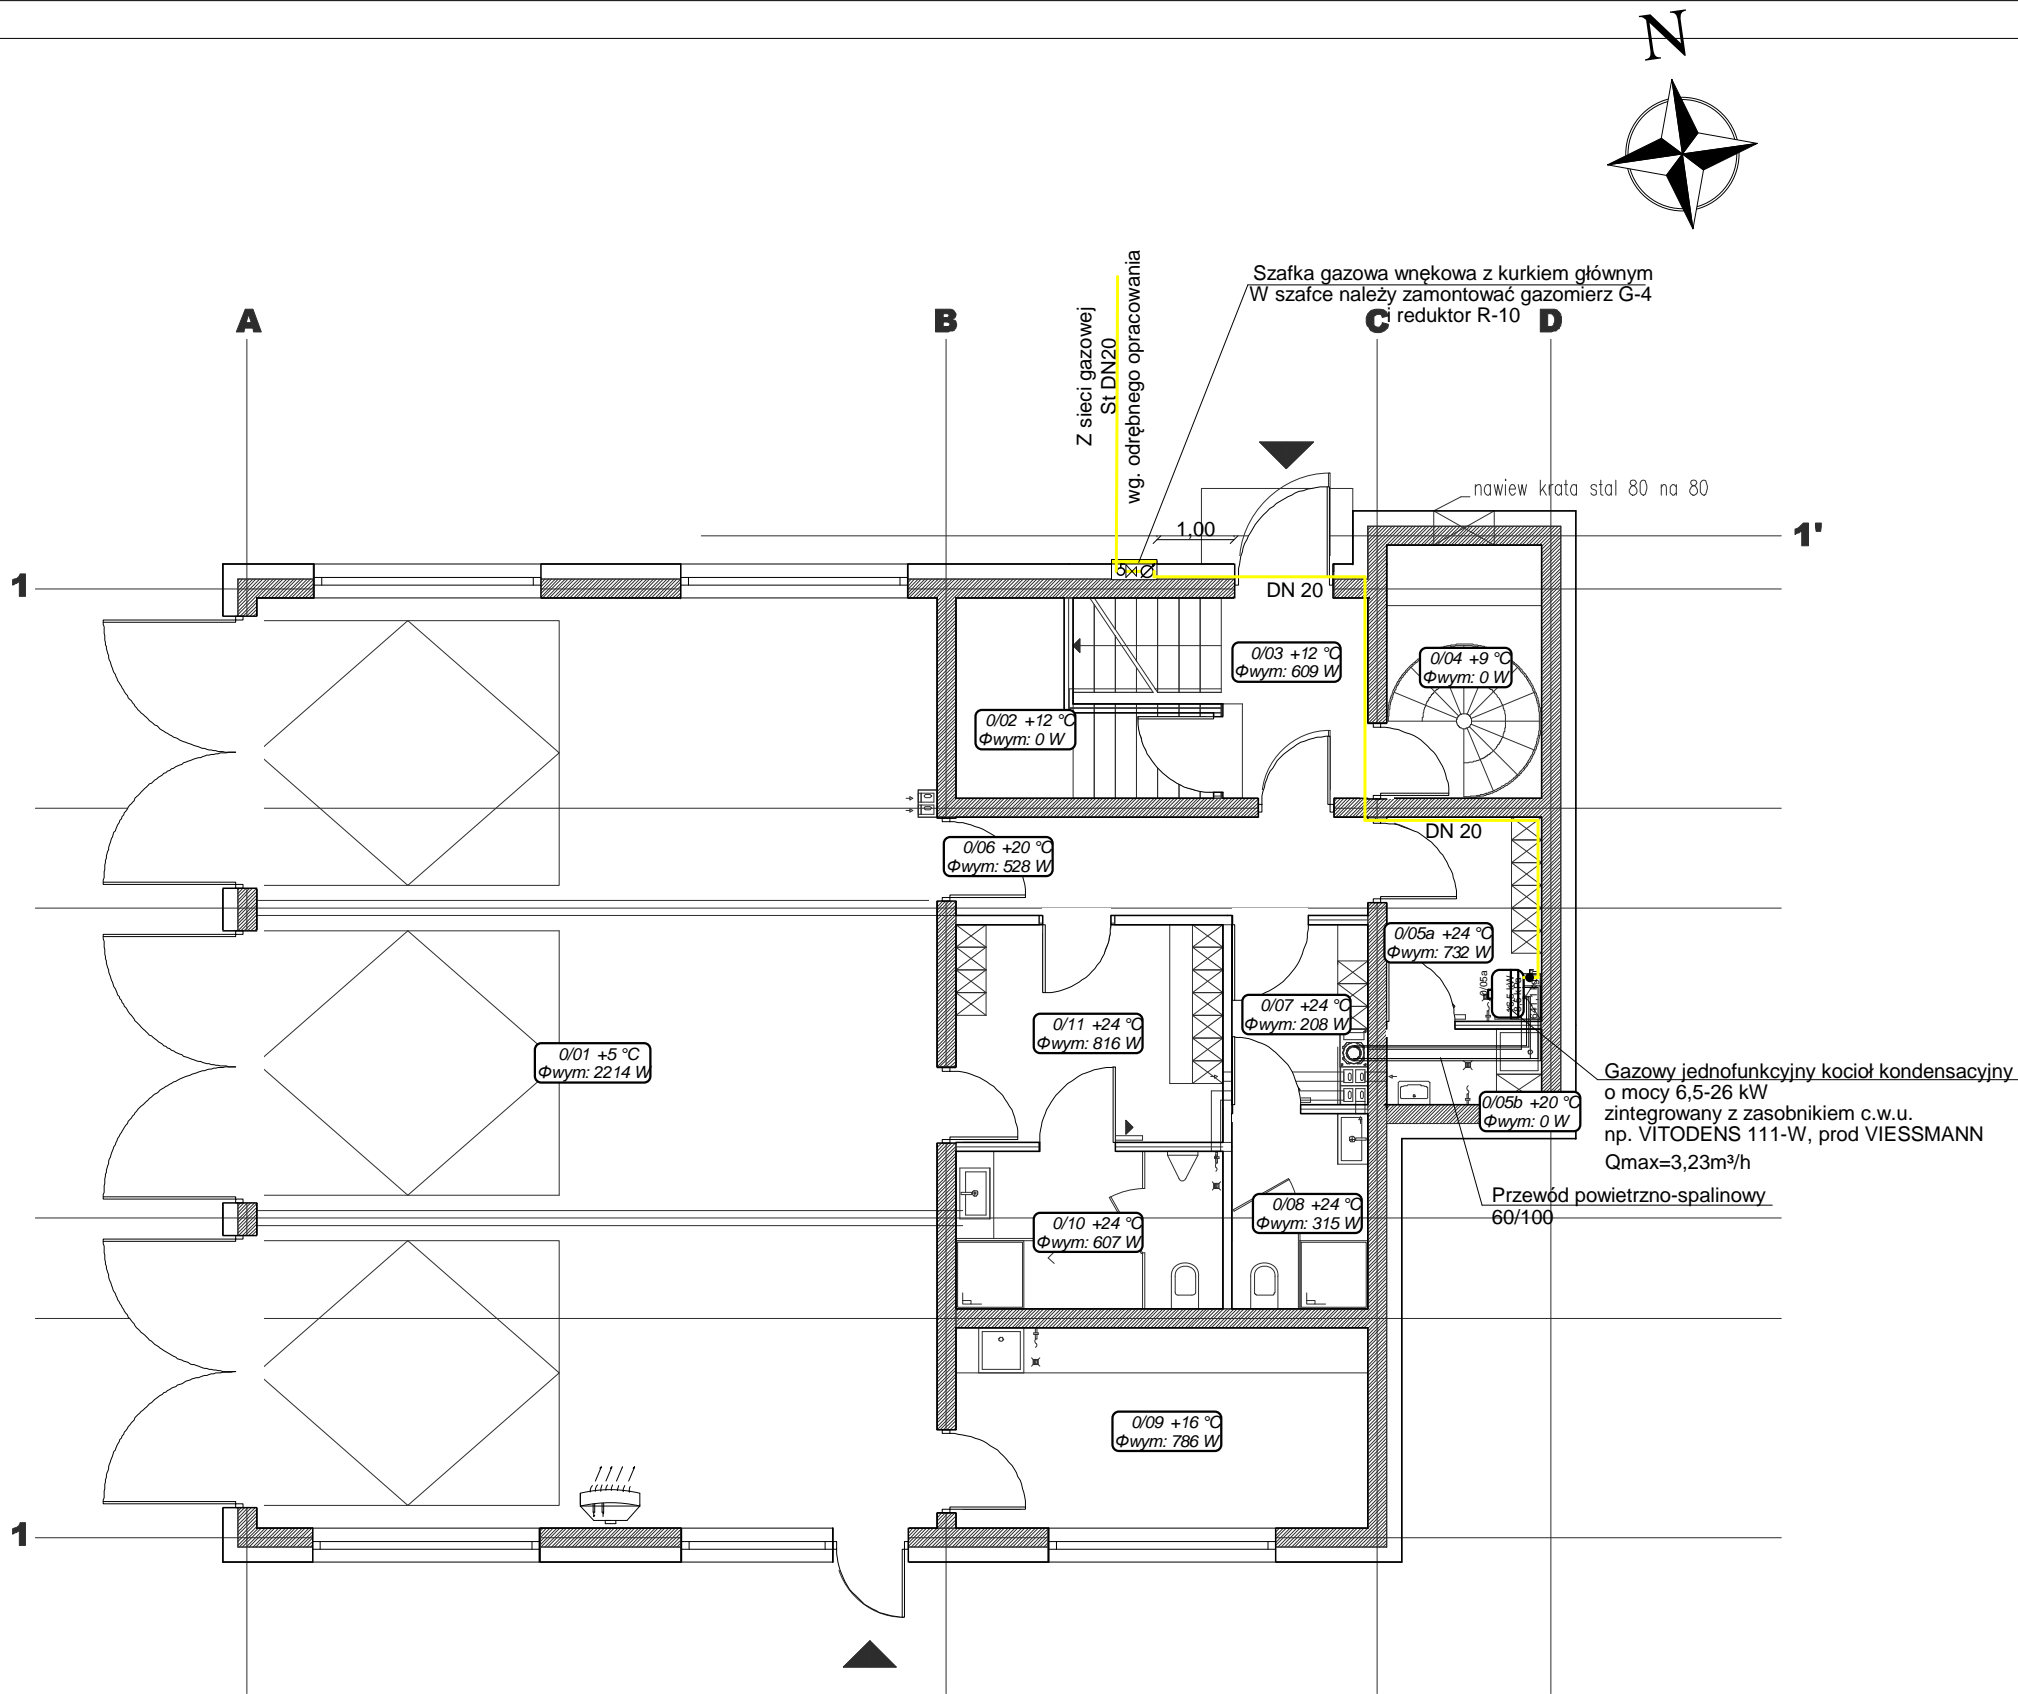 N
Szafka gazowa wnękowa z kurkiem głównym
W szafce należy zamontować gazomierz G-4
i reduktor R-10
A
B
C
D
Z sieci gazowej
St DN20
wg. odrębnego opracowania
nawiew krata stal 80 na 80
1,00
1'
1
DN 20
0/03 +12 °C
Φwym: 609 W
0/04 +9 °C
Φwym: 0 W
0/02 +12 °C
Φwym: 0 W
DN 20
0/06 +20 °C
Φwym: 528 W
0/05a +24 °C
Φwym: 732 W
0/05a
0/07 +24 °C
Φwym: 208 W
0/11 +24 °C
Φwym: 816 W
0/01 +5 °C
Φwym: 2214 W
Gazowy jednofunkcyjny kocioł kondensacyjny
o mocy 6,5-26 kW
zintegrowany z zasobnikiem c.w.u.
np. VITODENS 111-W, prod VIESSMANN
Qmax=3,23m³/h
0/05b +20 °C
Φwym: 0 W
Przewód powietrzno-spalinowy
60/100
0/10 +24 °C
Φwym: 607 W
0/08 +24 °C
Φwym: 315 W
0/09 +16 °C
Φwym: 786 W
1